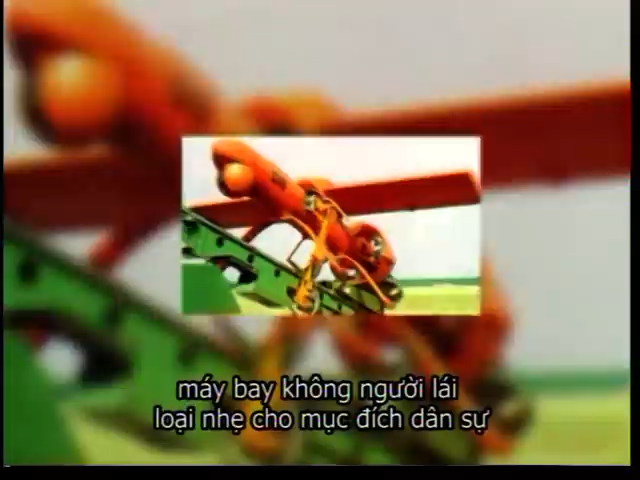 máy bay không người lái
loại nhẹ cho mục đích dân sự